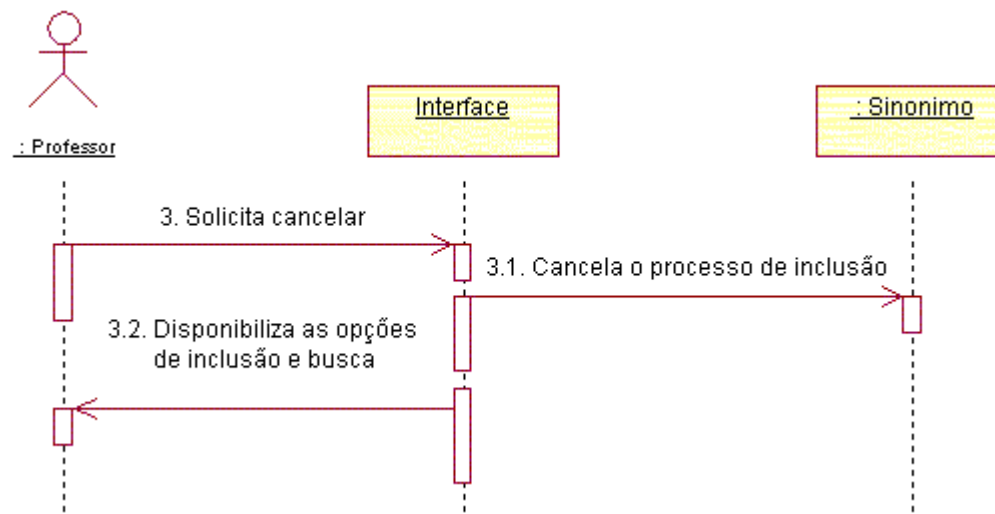 : Professor
Interface
: Sinonimo
3. Solicita cancelar
3.1. Cancela o processo de inclusão
3.2. Disponibiliza as opções
de inclusão e busca